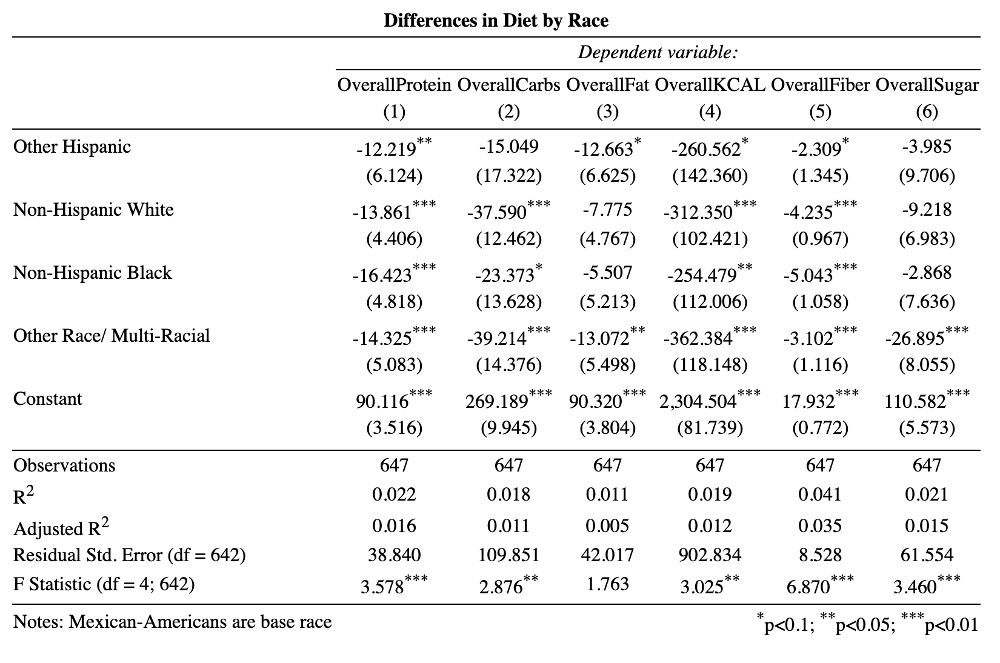 Differences in Diet by Race
Dependent variable:
OverallProtein OverallCarbs OverallFat OverallKCAL OverallFiber OverallSugar
(1) (2) (3) (4) (5) (6)
Other Hispanic -12.219** -15.049 -12.663* -260.562* -2.309* -3.985
(6.124) (17.322) (6.625) (142.360) (1.345) (9.706)
Non-Hispanic White -13.861*** -37.590*** -7.775 -312.350*** -4.235*** -9.218
(4.406) (12.462) (4.767) (102.421) (0.967) (6.983)
Non-Hispanic Black -16.423*** -23.373* -5.507 -254.479** -5.043*** -2.868
(4.818) (13.628) (5.213) (112.006) (1.058) (7.636)
Other Race/ Multi-Racial -14.325*** -39.214*** -13.072** -362.384*** -3.102*** -26.895***
(5.083) (14.376) (5.498) (118.148) (1.116) (8.055)
Constant 90.116*** 269.189*** 90.320*** 2,304.504*** 17.932*** 110.582***
(3.516) (9.945) (3.804) (81.739) (0.772) (5.573)
Observations 647 647 647 647 647 647
R2 0.022 0.018 0.011 0.019 0.041 0.021
Adjusted R2 0.016 0.011 0.005 0.012 0.035 0.015
Residual Std. Error (df = 642) 38.840 109.851 42.017 902.834 8.528 61.554
F Statistic (df = 4; 642) 3.578*** 2.876** 1.763 3.025** 6.870*** 3.460***
Notes: Mexican-Americans are base race *p<0.1; **p<0.05; ***p<0.01